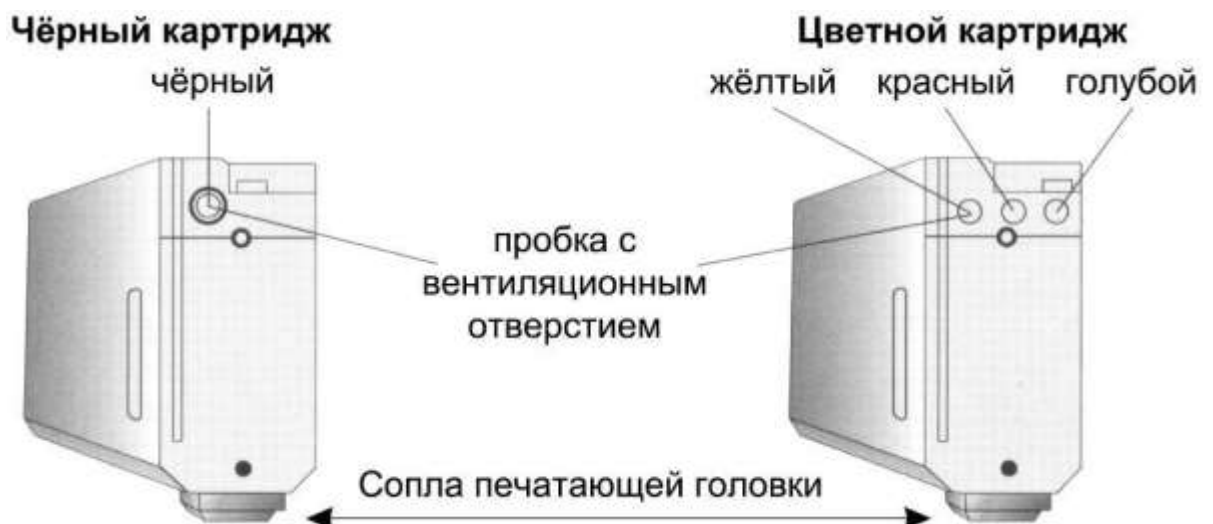 Чёрный картридж
чёрный
Цветной картридж
жёлтый красный голубой
пробка с
вентиляционным
отверстием
Сопла печатающей головки